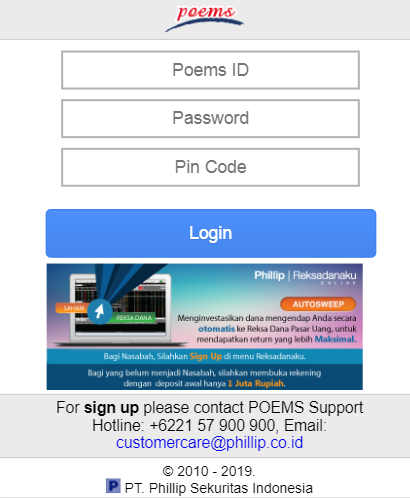 poems
Poems ID
Password
Pin Code
Login
Phillip | Reksadanaku
ONLINE
AUTOSWEEP
SAHAM
REKSA DANA
Menginvestasikan dana mengendap Anda secara
otomatis ke Reksa Dana Pasar Uang, untuk
mendapatkan return yang lebih Maksimal.
Bagi Nasabah, Silahkan Sign Up di menu Reksadanaku.
Bagi yang belum menjadi Nasabah, silahkan membuka rekening
dengan deposit awal hanya 1 Juta Rupiah.
For sign up please contact POEMS Support
Hotline: +6221 57 900 900, Email:
customercare@phillip.co.id
© 2010 - 2019.
P PT. Phillip Sekuritas Indonesia